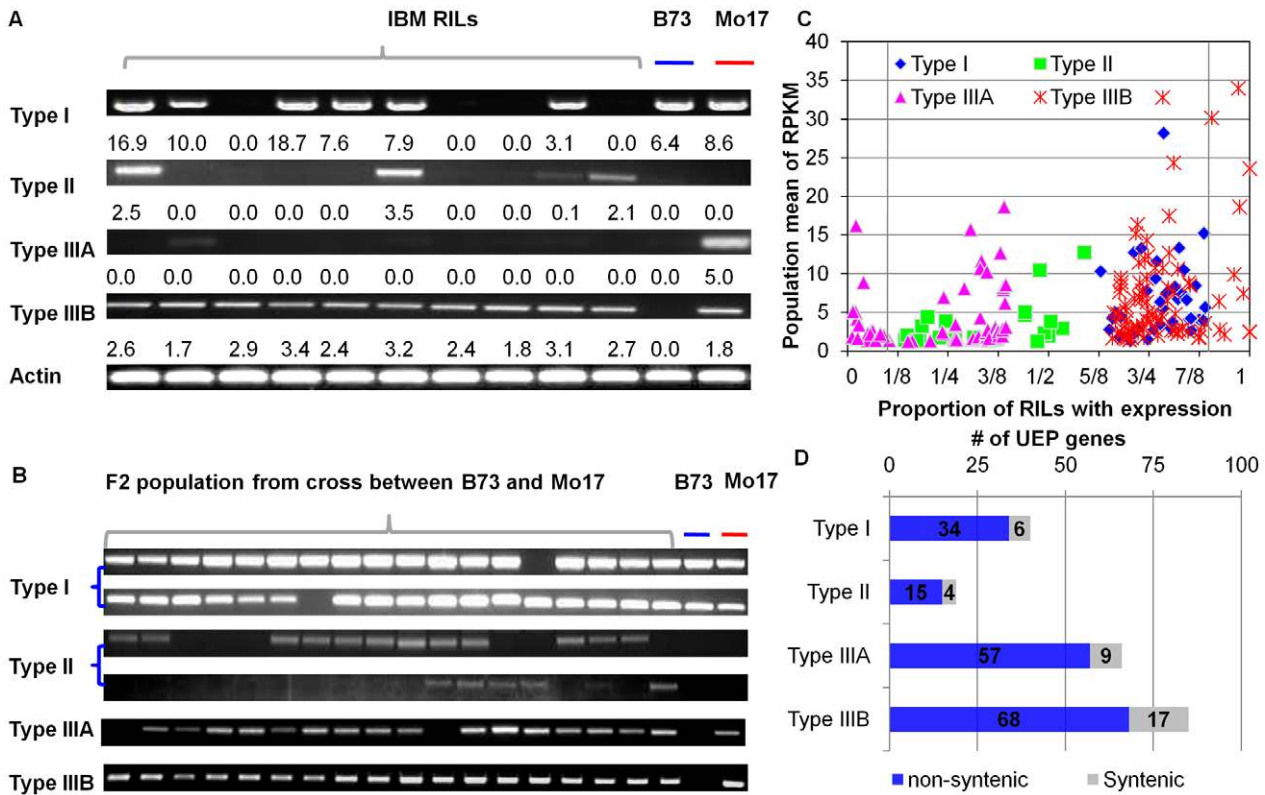 A
IBM RILs
B73
Mo17
Type I
16.9 10.0 0.0 18.7 7.6 7.9 0.0 0.0 3.1 0.0 6.4 8.6
Type II
2.5 0.0 0.0 0.0 0.0 3.5 0.0 0.0 0.1 2.1 0.0 0.0
Type IIIA
0.0 0.0 0.0 0.0 0.0 0.0 0.0 0.0 0.0 0.0 0.0 5.0
Type IIIB
2.6 1.7 2.9 3.4 2.4 3.2 2.4 1.8 3.1 2.7 0.0 1.8
Actin
B
F2 population from cross between B73 and Mo17
B73
Mo17
Type I
Type II
Type IIIA
Type IIIB
C
Population mean of RPKM
40
35
30
25
20
15
10
5
0
Type I
Type II
Type IIIA
Type IIIB
0 1/8 1/4 3/8 1/2 5/8 3/4 7/8 1
Proportion of RILs with expression
# of UEP genes
D
0 25 50 75 100
Type I 34 6
Type II 15 4
Type IIIA 57 9
Type IIIB 68 17
non-syntenic
Syntenic